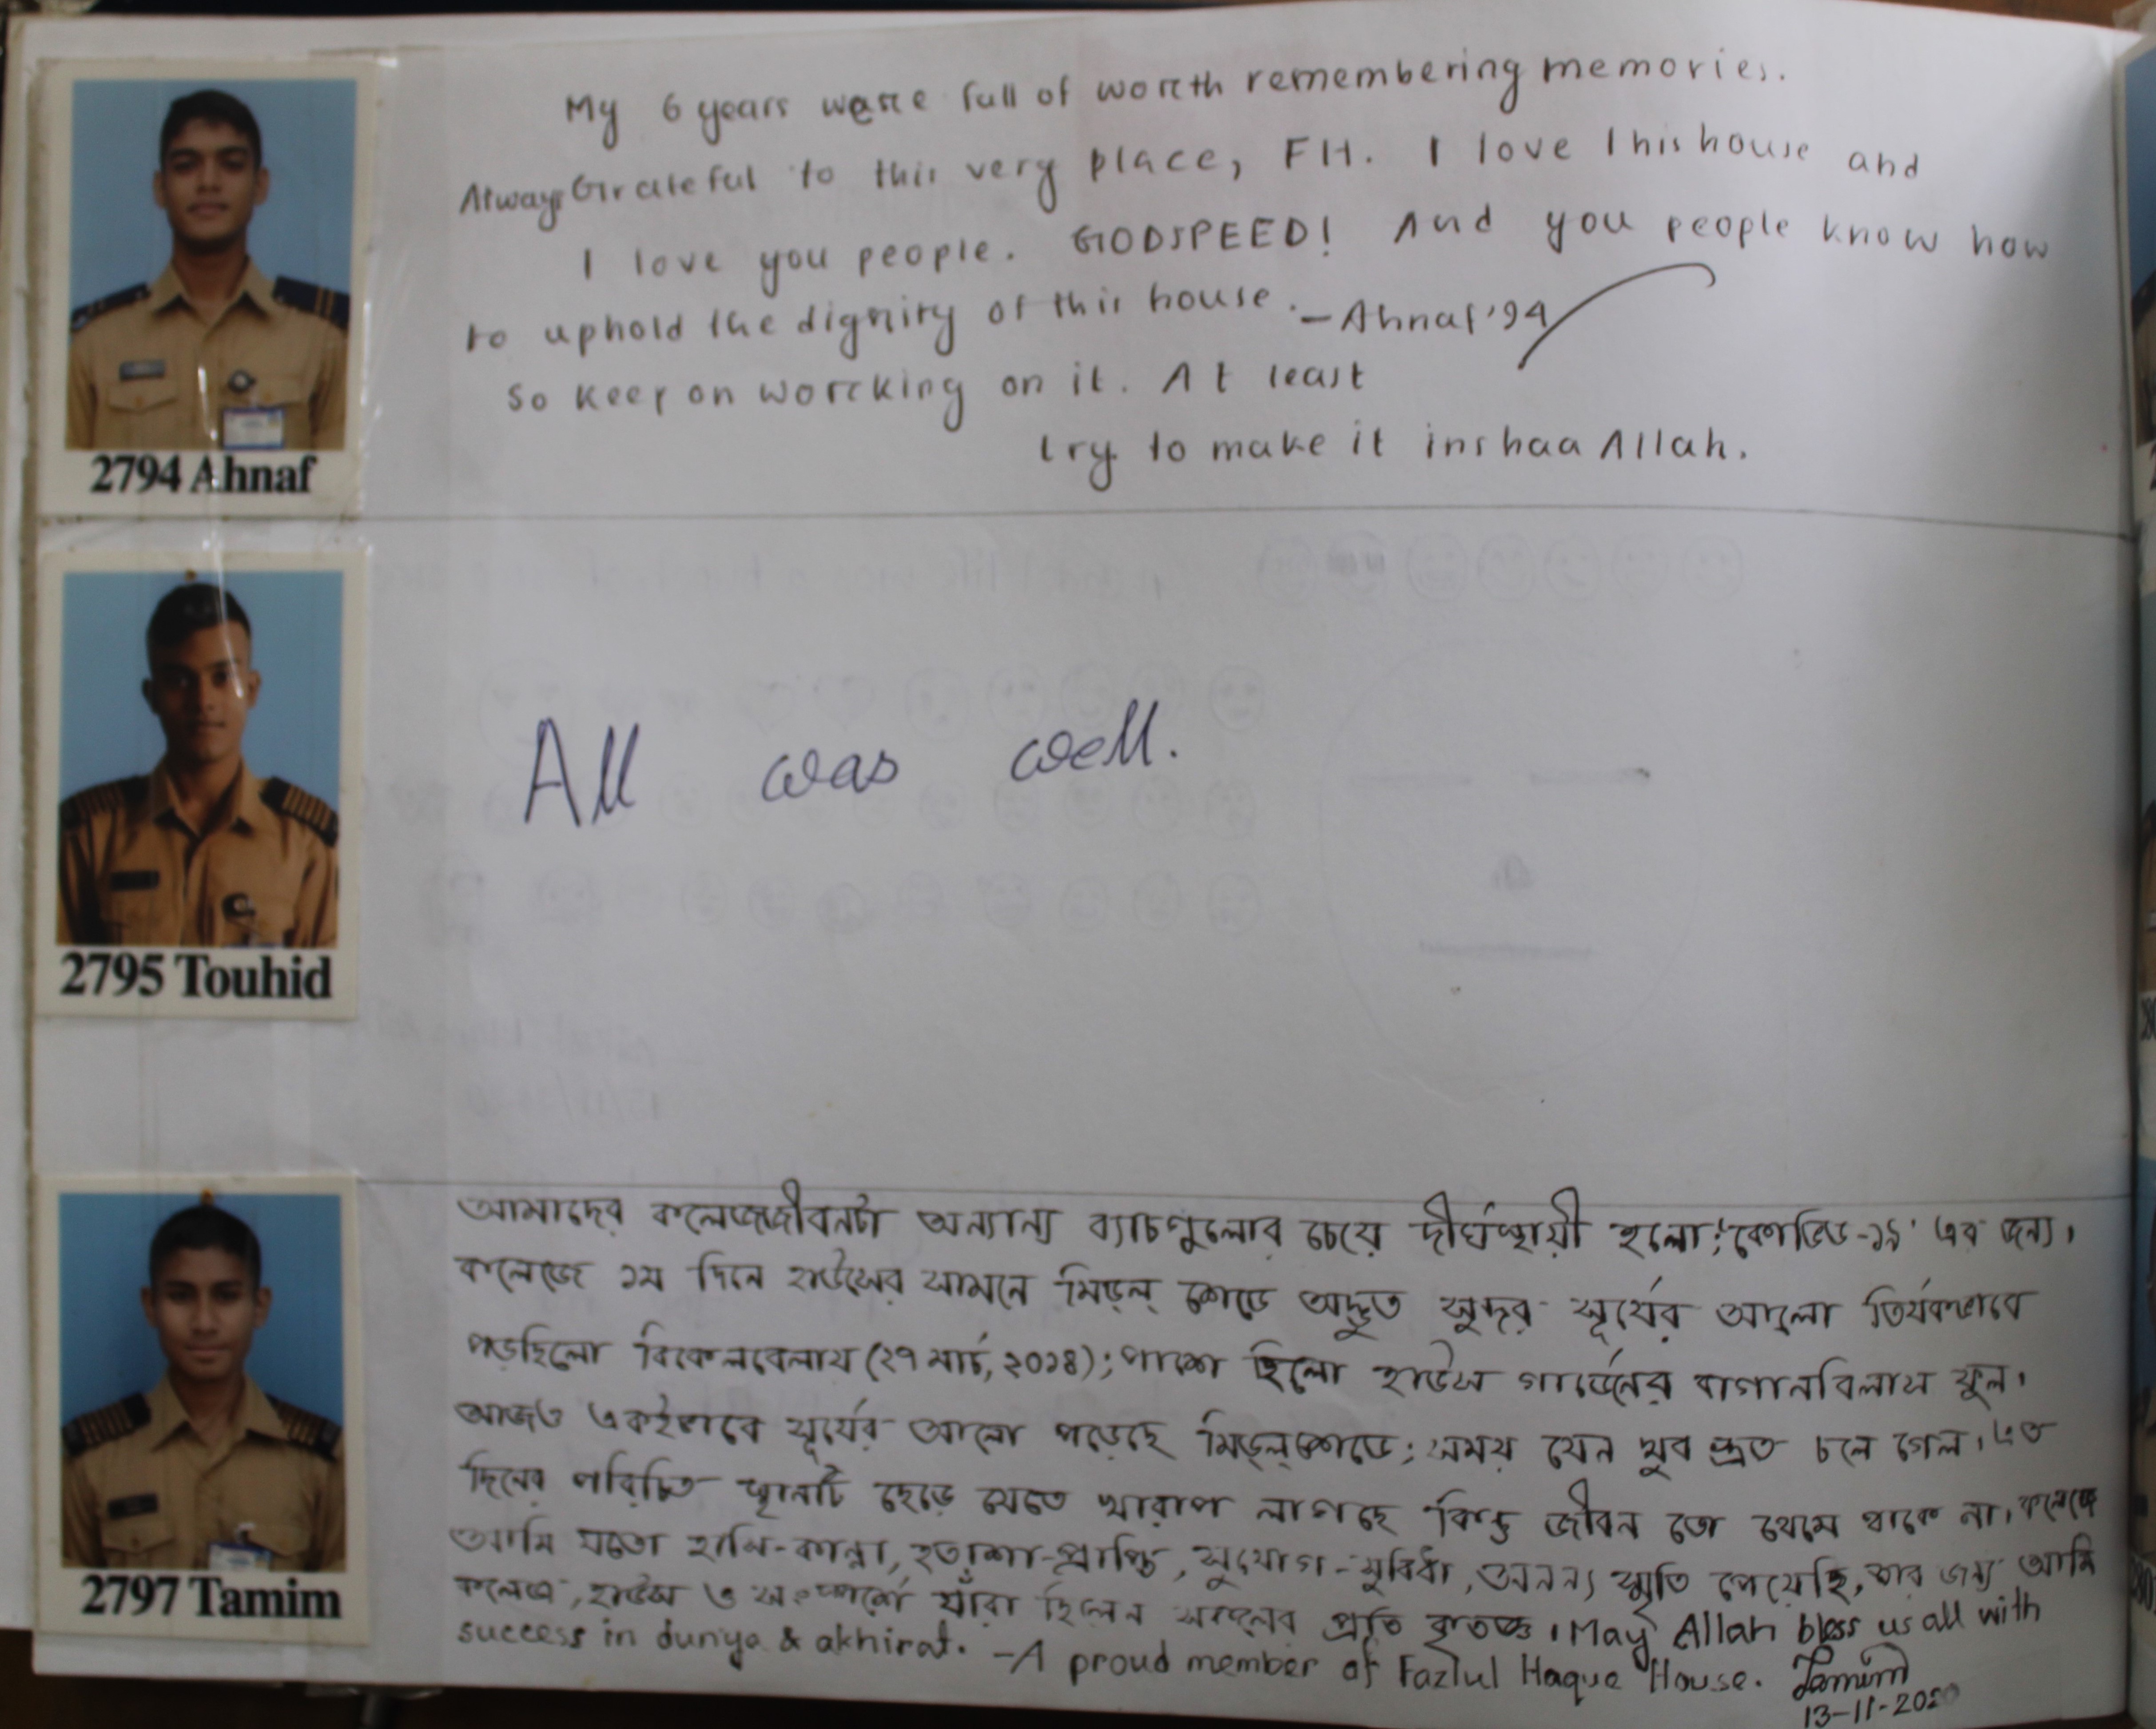 My 6 years were full of worth remembering memories.
Always Grateful to this very place, FH. I love this house and
I love you people. GODSPEED! And you people know how
to uphold the dignity of this house. - Ahnaf '94
So keep on working on it. At least
try to make it inshaa Allah.
2794 Ahnaf
All was well.
2795 Touhid
আমাদের কলেজজীবনটা অন্যান্য ব্যাচগুলোর চেয়ে দীর্ঘস্থায়ী হলো; 'কোভিড-১৯' এর জন্য।
কলেজে ১ম দিনে হাউসের সামনে মিড্‌ল্ শেডে অদ্ভুত সুন্দর সূর্যের আলো তির্যকভাবে
পড়ছিলো বিকেলবেলায় (২৭ মার্চ, ২০১৪); পাশে ছিলো হাউস গার্ডেনের বাগানবিলাস ফুল।
আজও একইভাবে সূর্যের আলো পড়েছে মিড্‌ল্‌শেডে; সময় যেন খুব দ্রুত চলে গেল। এত
দিনের পরিচিত স্থানটি ছেড়ে যেতে খারাপ লাগছে কিন্তু জীবন তো থেমে থাকে না। কলেজে
আমি যতো হাসি-কান্না, হতাশা-প্রাপ্তি, সুযোগ-সুবিধা, অনন্য স্মৃতি পেয়েছি, তার জন্য আমি
কলেজ, হাউস ও সংস্পর্শে যাঁরা ছিলেন সকলের প্রতি কৃতজ্ঞ। May Allah bless us all with
success in dunya & akhirat. - A proud member of Fazlul Haque House. Tamim
13-11-2020
2797 Tamim